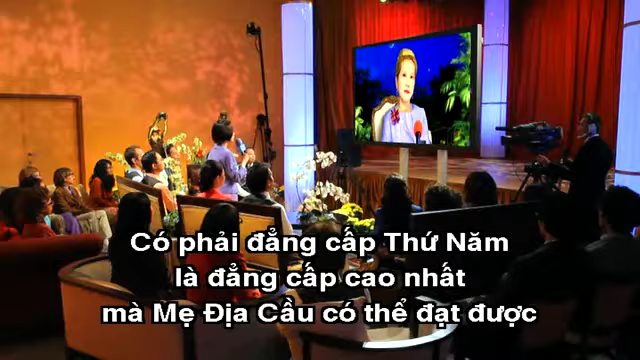 Có phải đẳng cấp Thứ Năm
là đẳng cấp cao nhất
mà Mẹ Địa Cầu có thể đạt được